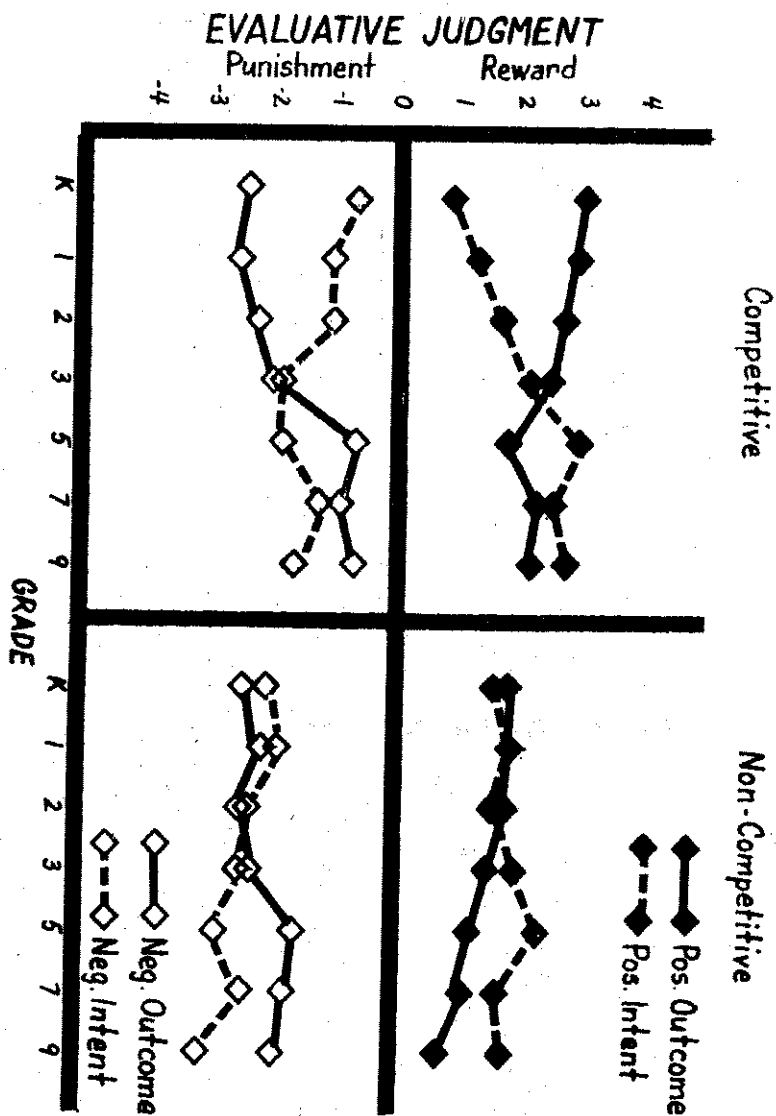 EVALUATIVE JUDGMENT
Punishment Reward
-4 -3 -2 -1 0 1 2 3 4
Competitive
K 1 2 3 5 7 9
Non-Competitive
K 1 2 3 5 7 9
GRADE
Pos. Outcome
Pos. Intent
Neg. Outcome
Neg. Intent